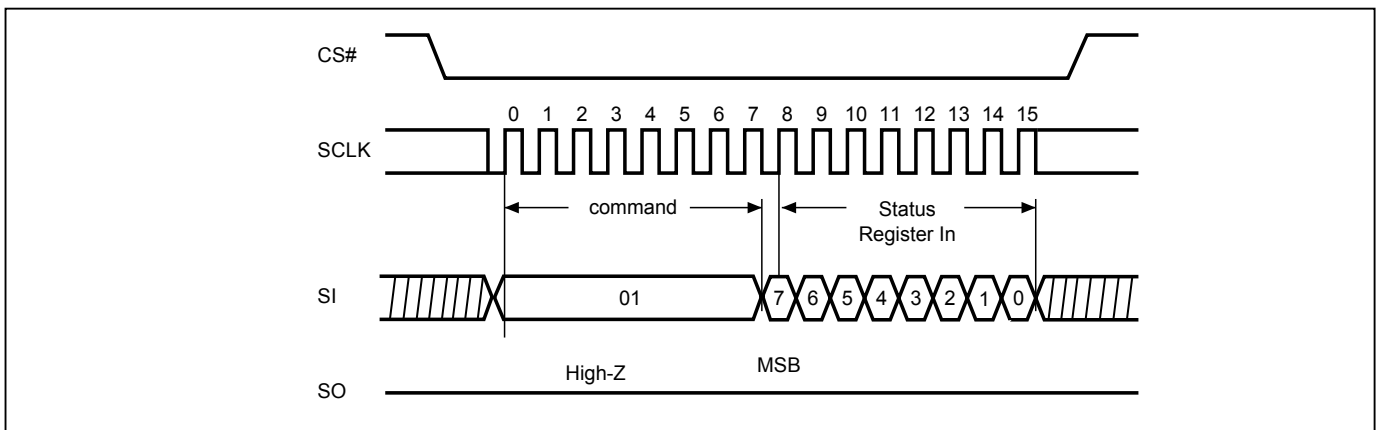 CS#
0 1 2 3 4 5 6 7 8 9 10 11 12 13 14 15
SCLK
command
Status
Register In
SI
01
7 6 5 4 3 2 1 0
High-Z
MSB
SO